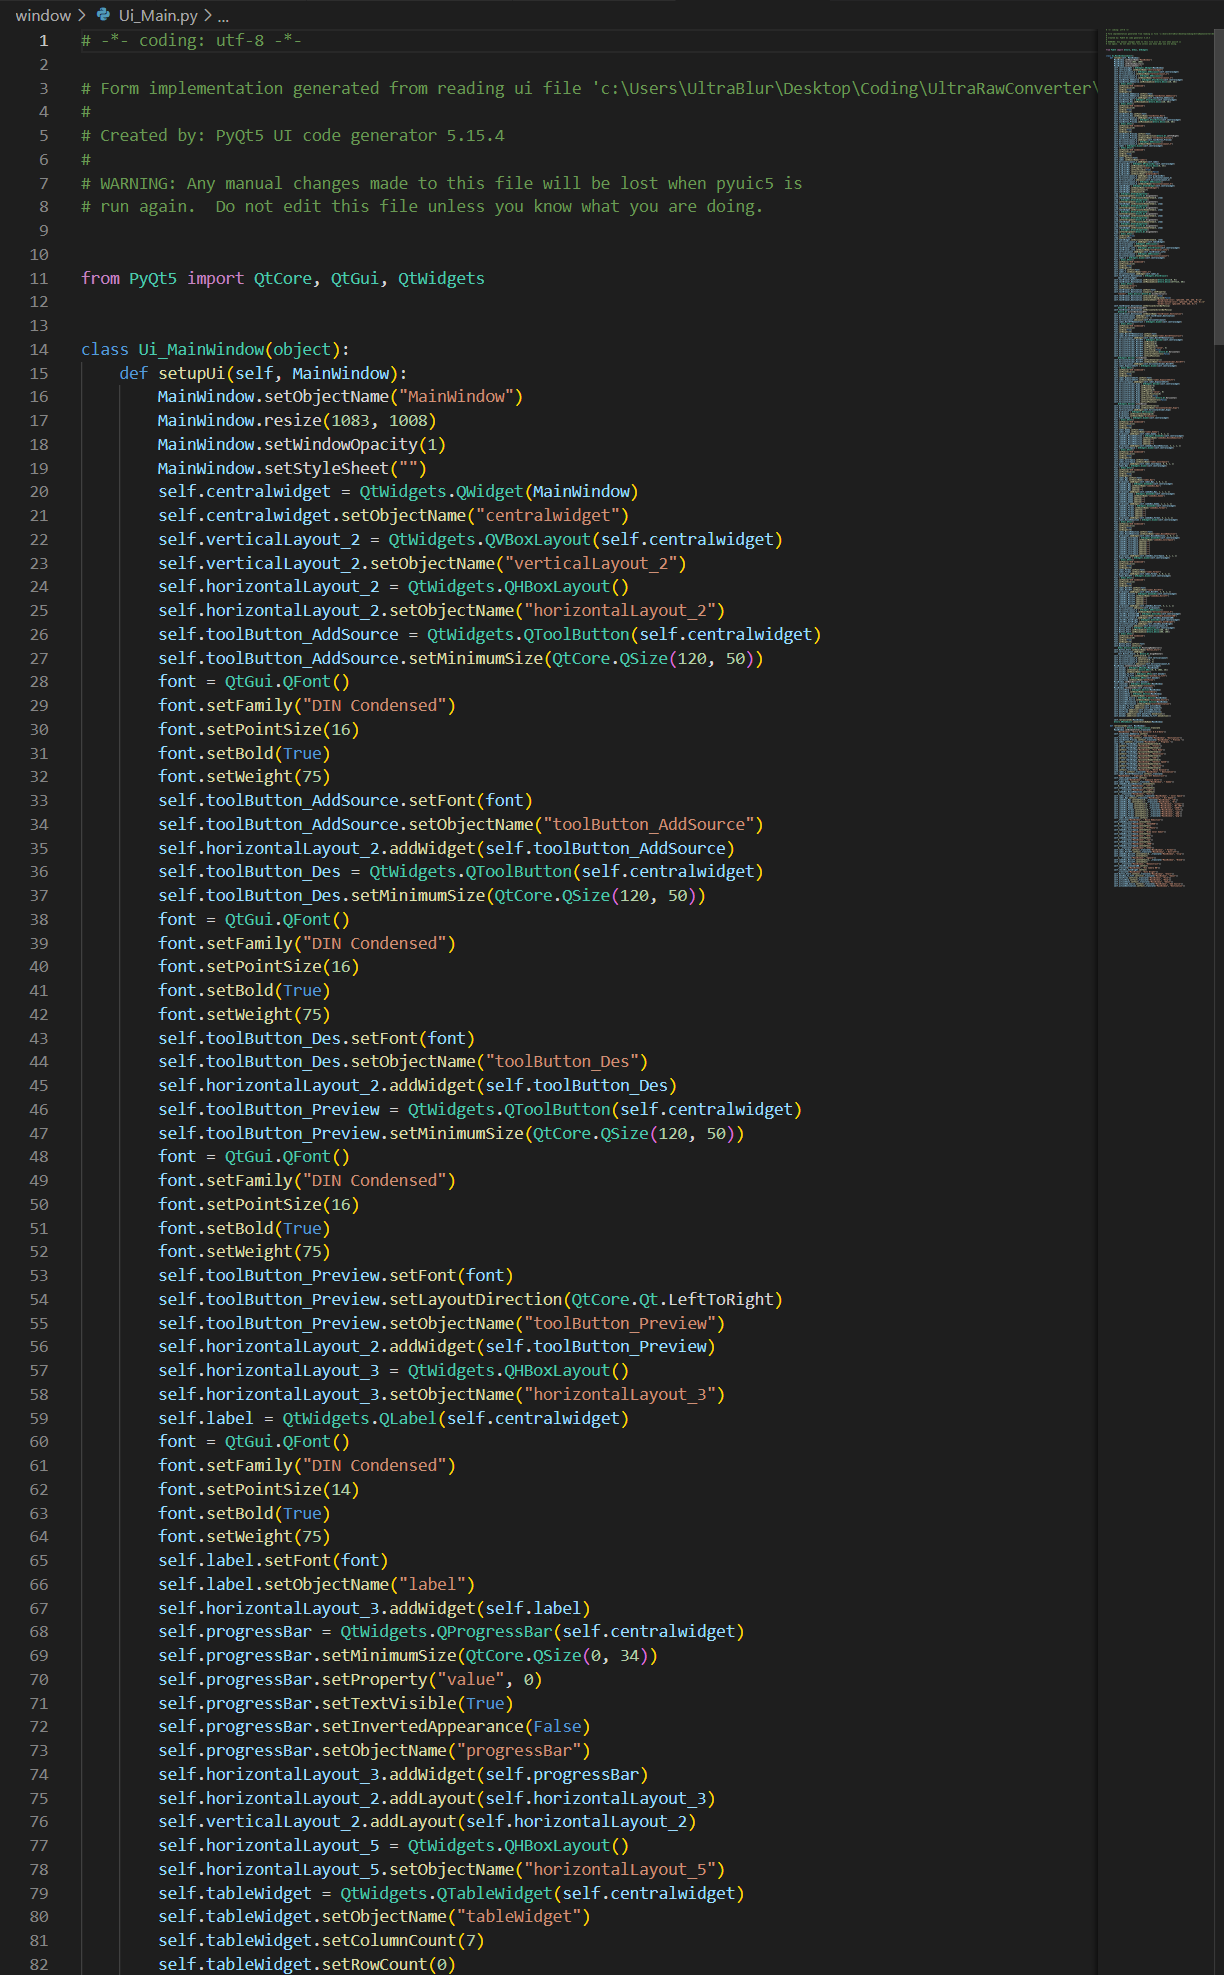 window > Ui_Main.py > ...
1 # -*- coding: utf-8 -*-
2
3 # Form implementation generated from reading ui file 'c:\Users\UltraBlur\Desktop\Coding\UltraRawConverter\
4 #
5 # Created by: PyQt5 UI code generator 5.15.4
6 #
7 # WARNING: Any manual changes made to this file will be lost when pyuic5 is
8 # run again.  Do not edit this file unless you know what you are doing.
9
10
11 from PyQt5 import QtCore, QtGui, QtWidgets
12
13
14 class Ui_MainWindow(object):
15     def setupUi(self, MainWindow):
16         MainWindow.setObjectName("MainWindow")
17         MainWindow.resize(1083, 1008)
18         MainWindow.setWindowOpacity(1)
19         MainWindow.setStyleSheet("")
20         self.centralwidget = QtWidgets.QWidget(MainWindow)
21         self.centralwidget.setObjectName("centralwidget")
22         self.verticalLayout_2 = QtWidgets.QVBoxLayout(self.centralwidget)
23         self.verticalLayout_2.setObjectName("verticalLayout_2")
24         self.horizontalLayout_2 = QtWidgets.QHBoxLayout()
25         self.horizontalLayout_2.setObjectName("horizontalLayout_2")
26         self.toolButton_AddSource = QtWidgets.QToolButton(self.centralwidget)
27         self.toolButton_AddSource.setMinimumSize(QtCore.QSize(120, 50))
28         font = QtGui.QFont()
29         font.setFamily("DIN Condensed")
30         font.setPointSize(16)
31         font.setBold(True)
32         font.setWeight(75)
33         self.toolButton_AddSource.setFont(font)
34         self.toolButton_AddSource.setObjectName("toolButton_AddSource")
35         self.horizontalLayout_2.addWidget(self.toolButton_AddSource)
36         self.toolButton_Des = QtWidgets.QToolButton(self.centralwidget)
37         self.toolButton_Des.setMinimumSize(QtCore.QSize(120, 50))
38         font = QtGui.QFont()
39         font.setFamily("DIN Condensed")
40         font.setPointSize(16)
41         font.setBold(True)
42         font.setWeight(75)
43         self.toolButton_Des.setFont(font)
44         self.toolButton_Des.setObjectName("toolButton_Des")
45         self.horizontalLayout_2.addWidget(self.toolButton_Des)
46         self.toolButton_Preview = QtWidgets.QToolButton(self.centralwidget)
47         self.toolButton_Preview.setMinimumSize(QtCore.QSize(120, 50))
48         font = QtGui.QFont()
49         font.setFamily("DIN Condensed")
50         font.setPointSize(16)
51         font.setBold(True)
52         font.setWeight(75)
53         self.toolButton_Preview.setFont(font)
54         self.toolButton_Preview.setLayoutDirection(QtCore.Qt.LeftToRight)
55         self.toolButton_Preview.setObjectName("toolButton_Preview")
56         self.horizontalLayout_2.addWidget(self.toolButton_Preview)
57         self.horizontalLayout_3 = QtWidgets.QHBoxLayout()
58         self.horizontalLayout_3.setObjectName("horizontalLayout_3")
59         self.label = QtWidgets.QLabel(self.centralwidget)
60         font = QtGui.QFont()
61         font.setFamily("DIN Condensed")
62         font.setPointSize(14)
63         font.setBold(True)
64         font.setWeight(75)
65         self.label.setFont(font)
66         self.label.setObjectName("label")
67         self.horizontalLayout_3.addWidget(self.label)
68         self.progressBar = QtWidgets.QProgressBar(self.centralwidget)
69         self.progressBar.setMinimumSize(QtCore.QSize(0, 34))
70         self.progressBar.setProperty("value", 0)
71         self.progressBar.setTextVisible(True)
72         self.progressBar.setInvertedAppearance(False)
73         self.progressBar.setObjectName("progressBar")
74         self.horizontalLayout_3.addWidget(self.progressBar)
75         self.horizontalLayout_2.addLayout(self.horizontalLayout_3)
76         self.verticalLayout_2.addLayout(self.horizontalLayout_2)
77         self.horizontalLayout_5 = QtWidgets.QHBoxLayout()
78         self.horizontalLayout_5.setObjectName("horizontalLayout_5")
79         self.tableWidget = QtWidgets.QTableWidget(self.centralwidget)
80         self.tableWidget.setObjectName("tableWidget")
81         self.tableWidget.setColumnCount(7)
82         self.tableWidget.setRowCount(0)